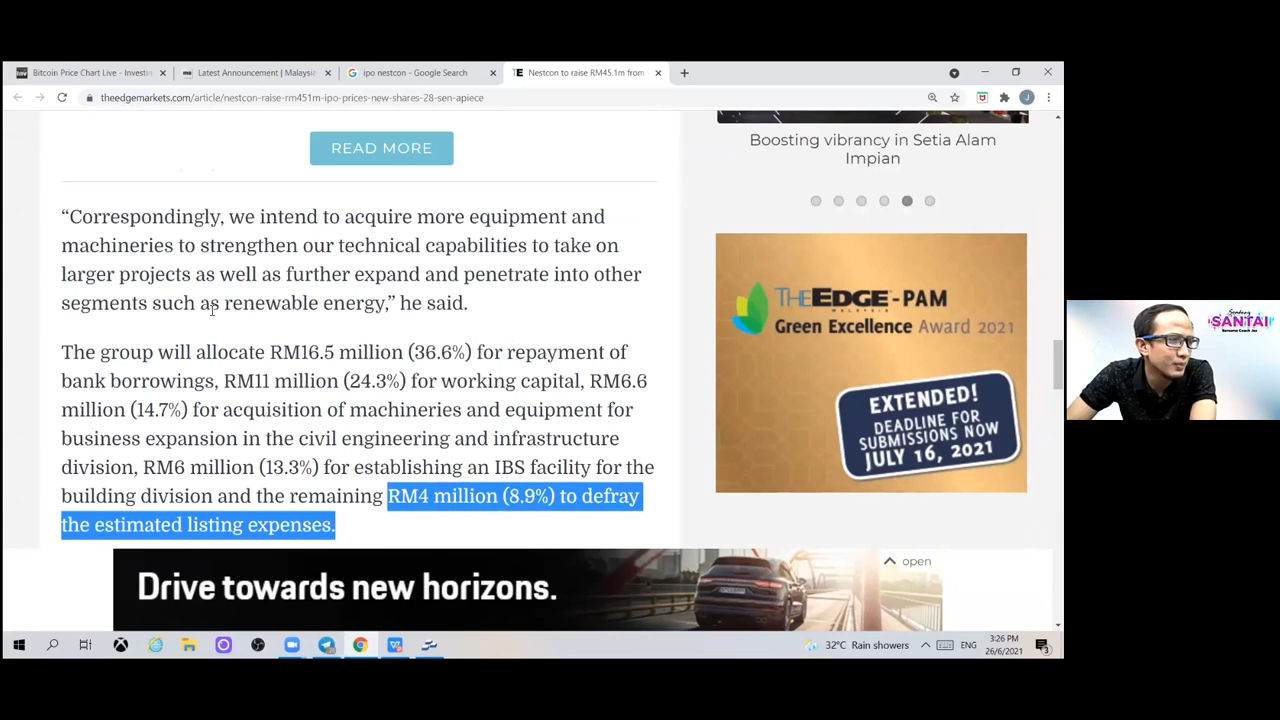 Bitcoin Price Chart Live - Investin
Latest Announcement | Malaysia
ipo nestcon - Google Search
Nestcon to raise RM45.1m from
theedgemarkets.com/article/nestcon-raise-rm451m-ipo-prices-new-shares-28-sen-apiece
J
READ MORE
“Correspondingly, we intend to acquire more equipment and
machineries to strengthen our technical capabilities to take on
larger projects as well as further expand and penetrate into other
segments such as renewable energy,” he said.
The group will allocate RM16.5 million (36.6%) for repayment of
bank borrowings, RM11 million (24.3%) for working capital, RM6.6
million (14.7%) for acquisition of machineries and equipment for
business expansion in the civil engineering and infrastructure
division, RM6 million (13.3%) for establishing an IBS facility for the
building division and the remaining RM4 million (8.9%) to defray
the estimated listing expenses.
Boosting vibrancy in Setia Alam
Impian
THE EDGE MALAYSIA -PAM
Green Excellence Award 2021
EXTENDED!
DEADLINE FOR
SUBMISSIONS NOW
JULY 16, 2021
open
Drive towards new horizons.
32°C Rain showers
ENG
3:26 PM
26/6/2021
3
SANTAI
Bersama Coach Jaz